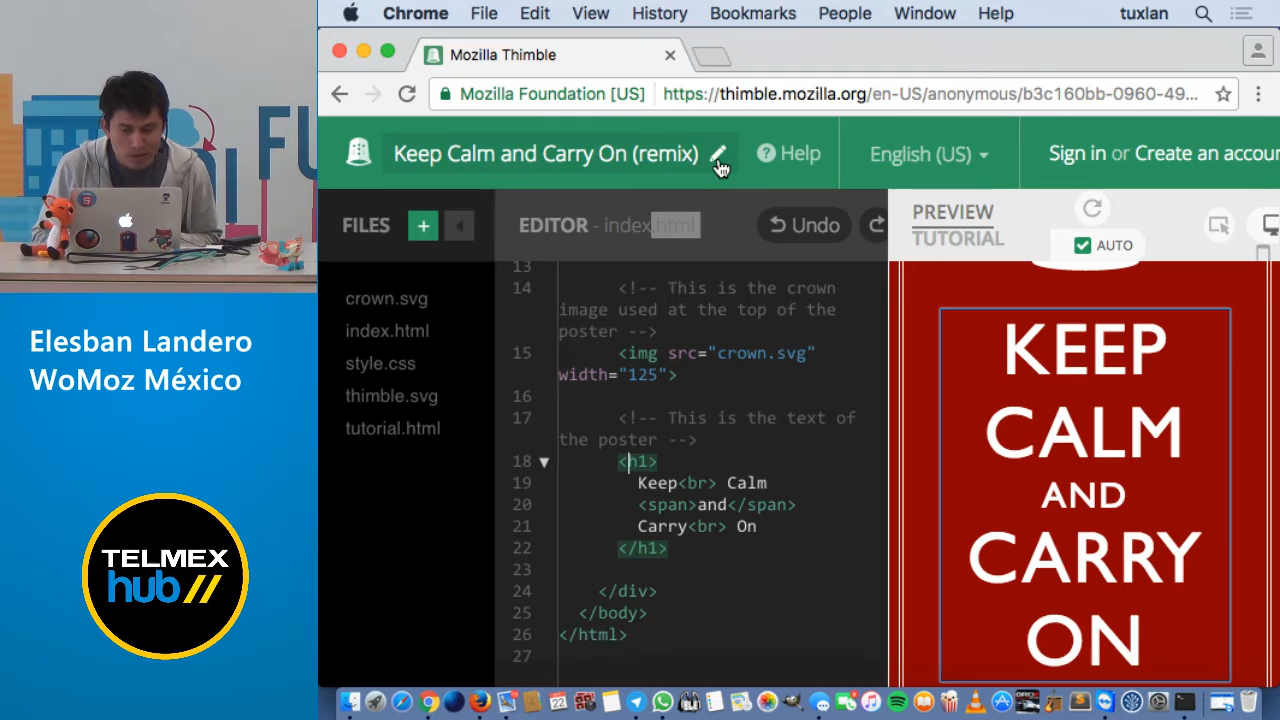 Chrome File Edit View History Bookmarks People Window Help tuxlan
Mozilla Thimble
Mozilla Foundation [US] https://thimble.mozilla.org/en-US/anonymous/b3c160bb-0960-49...
Keep Calm and Carry On (remix) Help English (US) Sign in or Create an accoun
FILES + EDITOR - index.html Undo PREVIEW
TUTORIAL
AUTO
crown.svg
index.html
style.css
thimble.svg
tutorial.html
13
14 <!-- This is the crown
image used at the top of the
poster -->
15 <img src="crown.svg"
width="125">
16
17 <!-- This is the text of
the poster -->
18 <h1>
19 Keep<br> Calm
20 <span>and</span>
21 Carry<br> On
22 </h1>
23
24 </div>
25 </body>
26 </html>
27
KEEP
CALM
AND
CARRY
ON
FU
Elesban Landero
WoMoz México
TELMEX
hub//